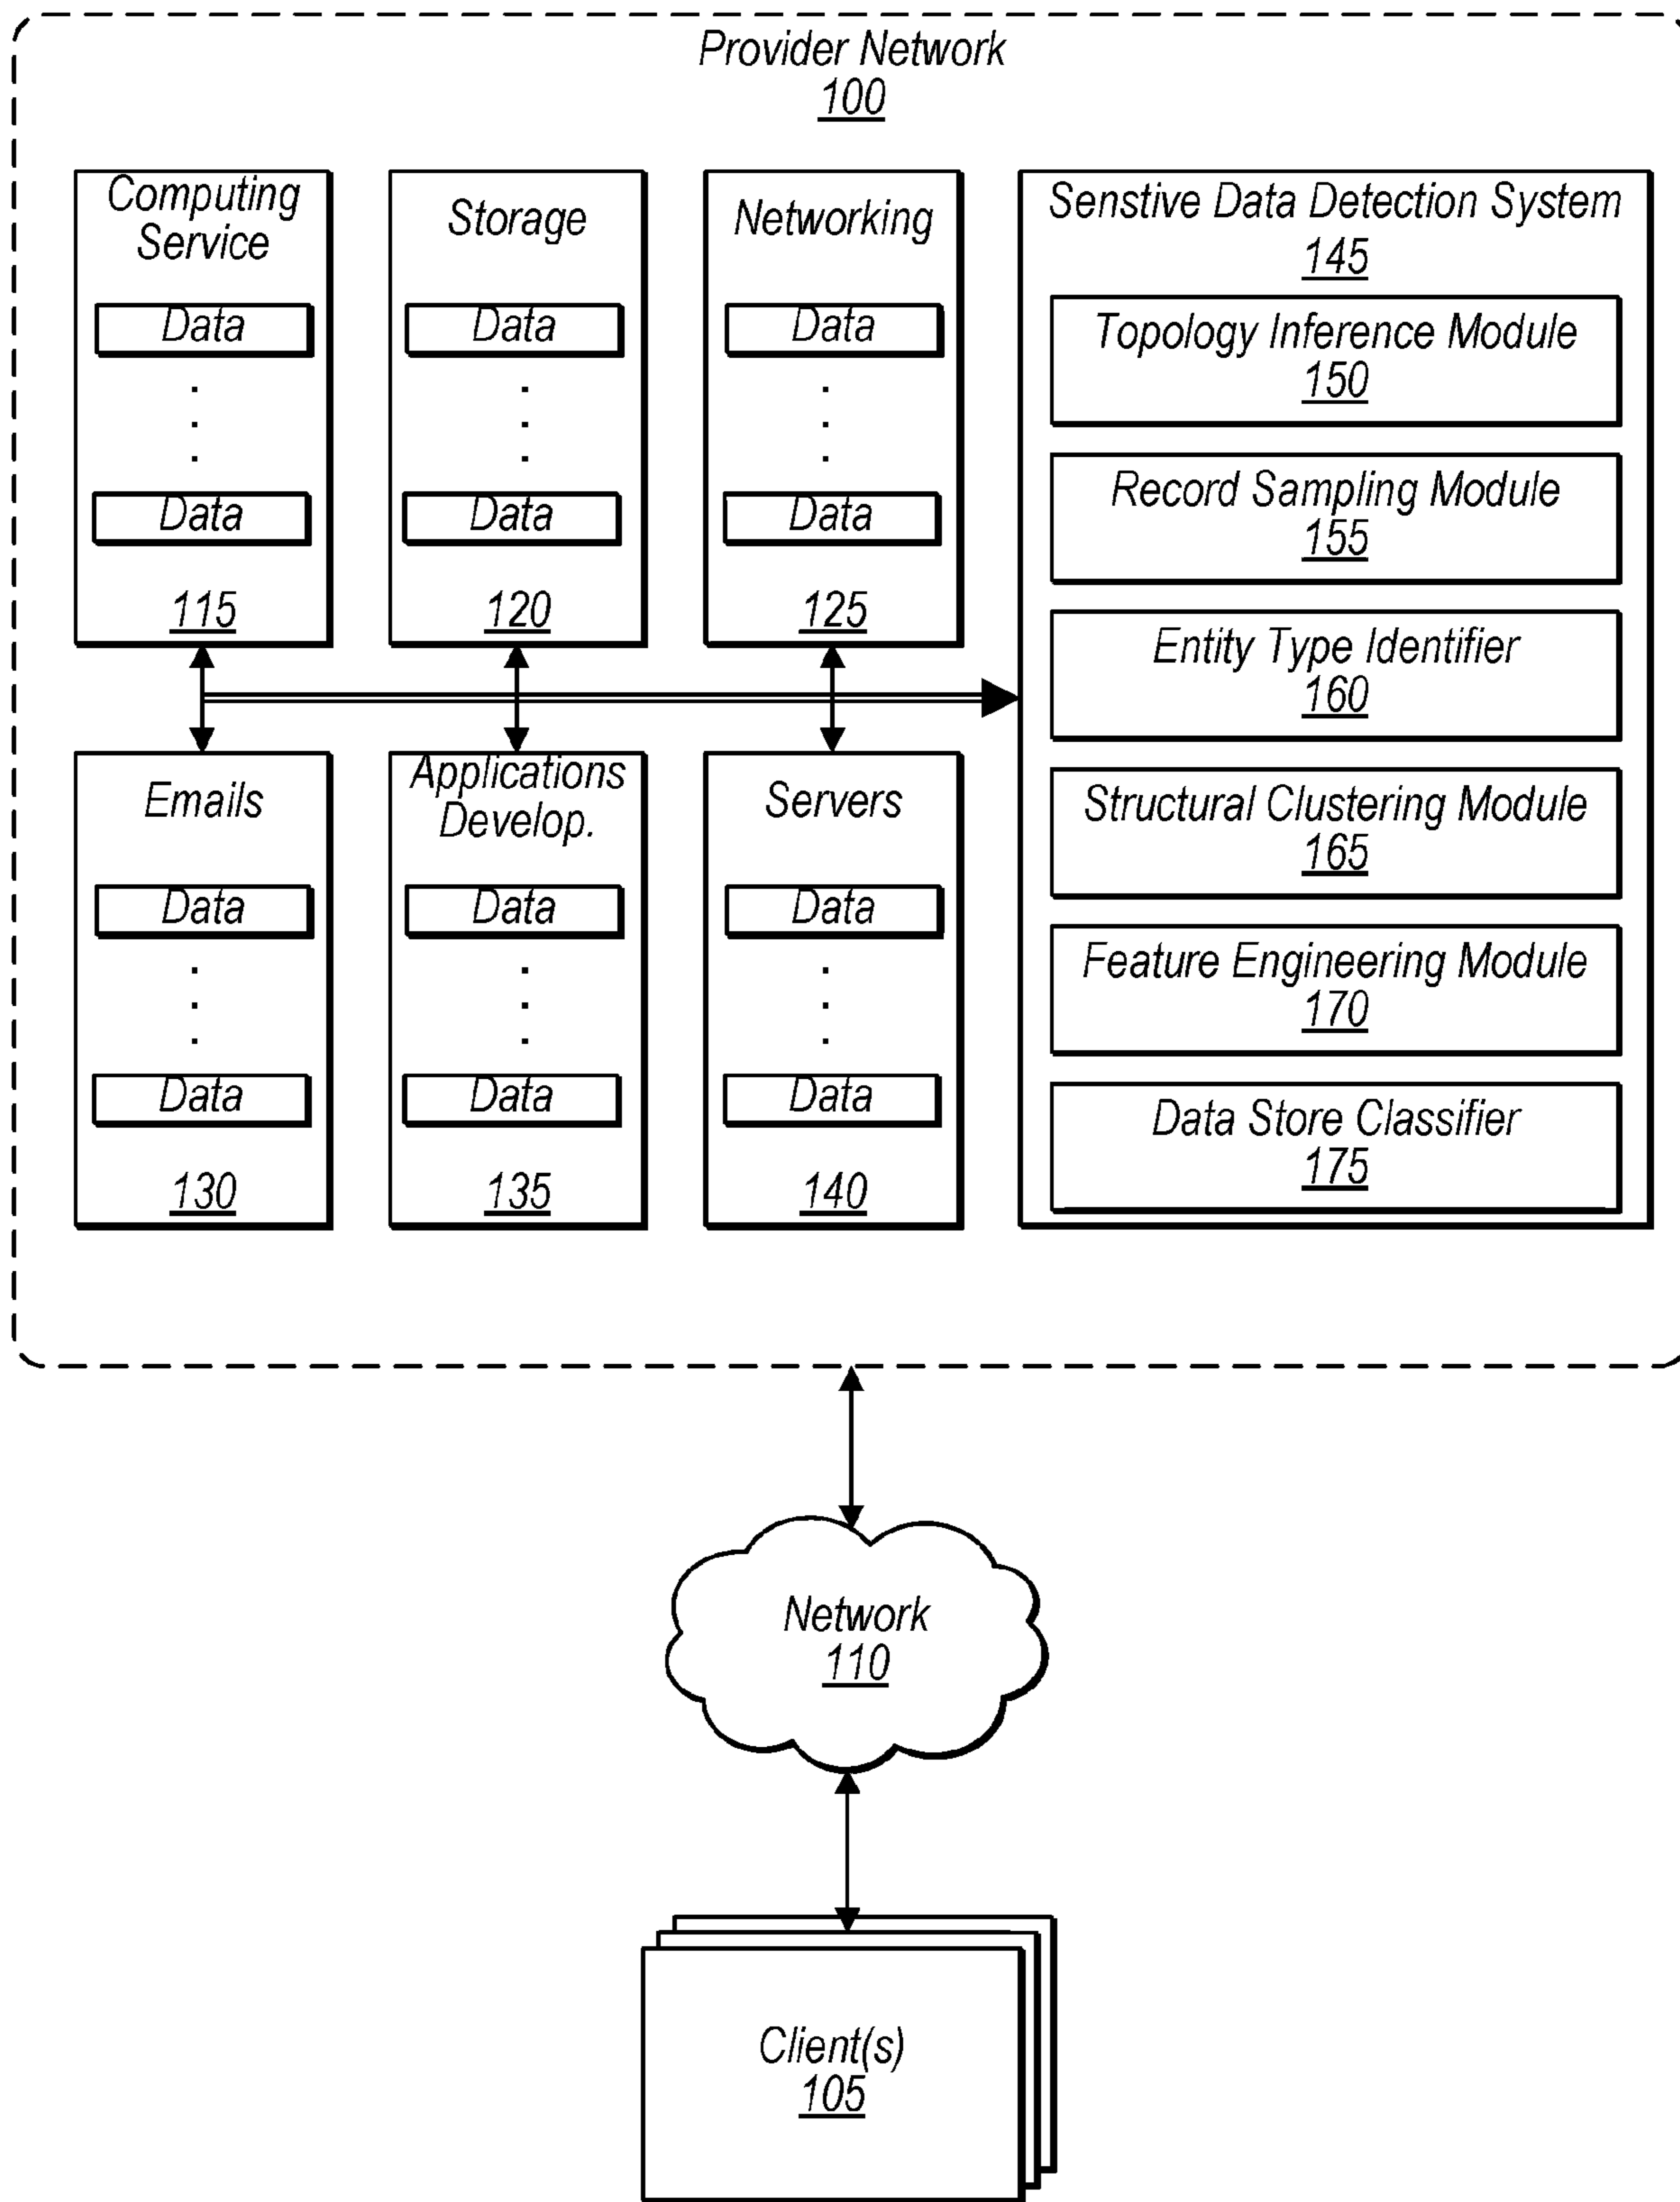 Provider Network
100
Computing
Service
Data
Data
115
Storage
Data
Data
120
Networking
Data
Data
125
Emails
Data
Data
130
Applications
Develop.
Data
Data
135
Servers
Data
Data
140
Senstive Data Detection System
145
Topology Inference Module
150
Record Sampling Module
155
Entity Type Identifier
160
Structural Clustering Module
165
Feature Engineering Module
170
Data Store Classifier
175
Network
110
Client(s)
105